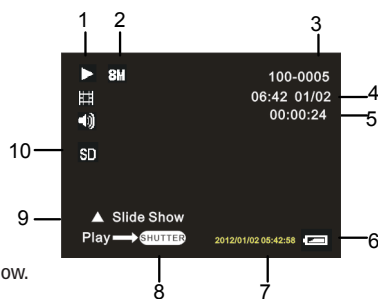 1 2 3
8M 100-0005
06:42 01/02 4
00:00:24 5
10 SD
9 Slide Show
Play SHUTTER 2012/01/02 05:42:58 6
ow.
8 7